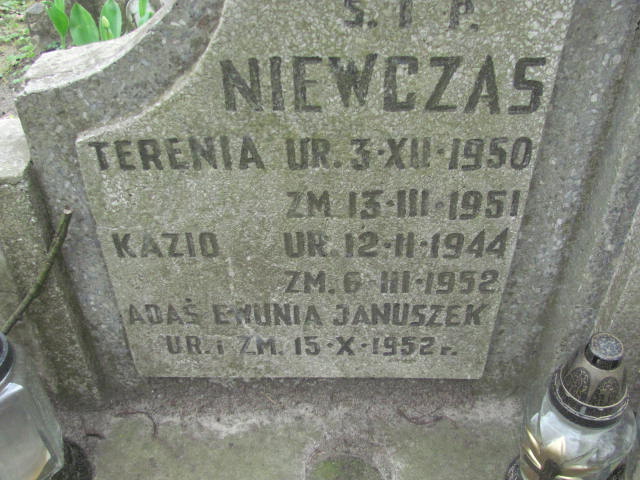 S. I P.
NIEWCZAS
TERENIA UR. 3-XII-1950
ZM. 13-III-1951
KAZIO UR. 12-II-1944
ZM. 6-III-1952
ADAŚ EWUNIA JANUSZEK
UR. i ZM. 15-X-1952 r.